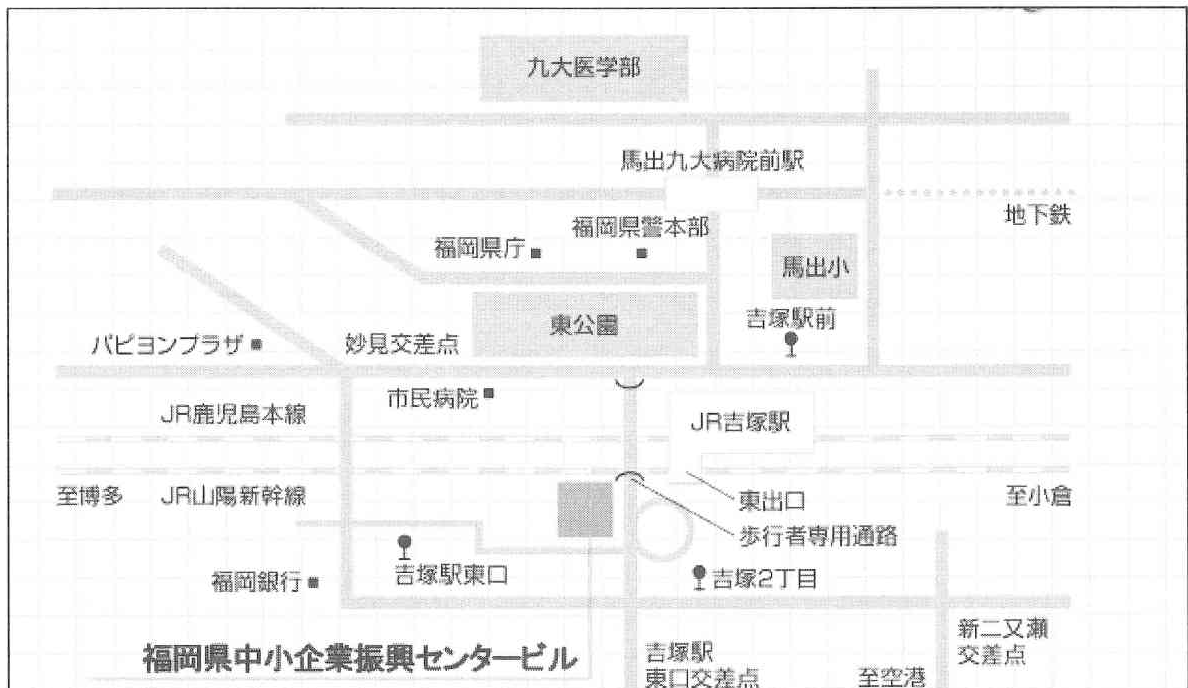 九大医学部
馬出九大病院前駅
地下鉄
福岡県警本部
福岡県庁
馬出小
東公園
吉塚駅前
パピヨンプラザ
妙見交差点
市民病院
JR鹿児島本線
JR吉塚駅
至博多
JR山陽新幹線
東出口
至小倉
歩行者専用通路
吉塚駅東口
吉塚2丁目
福岡銀行
新二又瀬
交差点
福岡県中小企業振興センタービル
吉塚駅
東口交差点
至空港